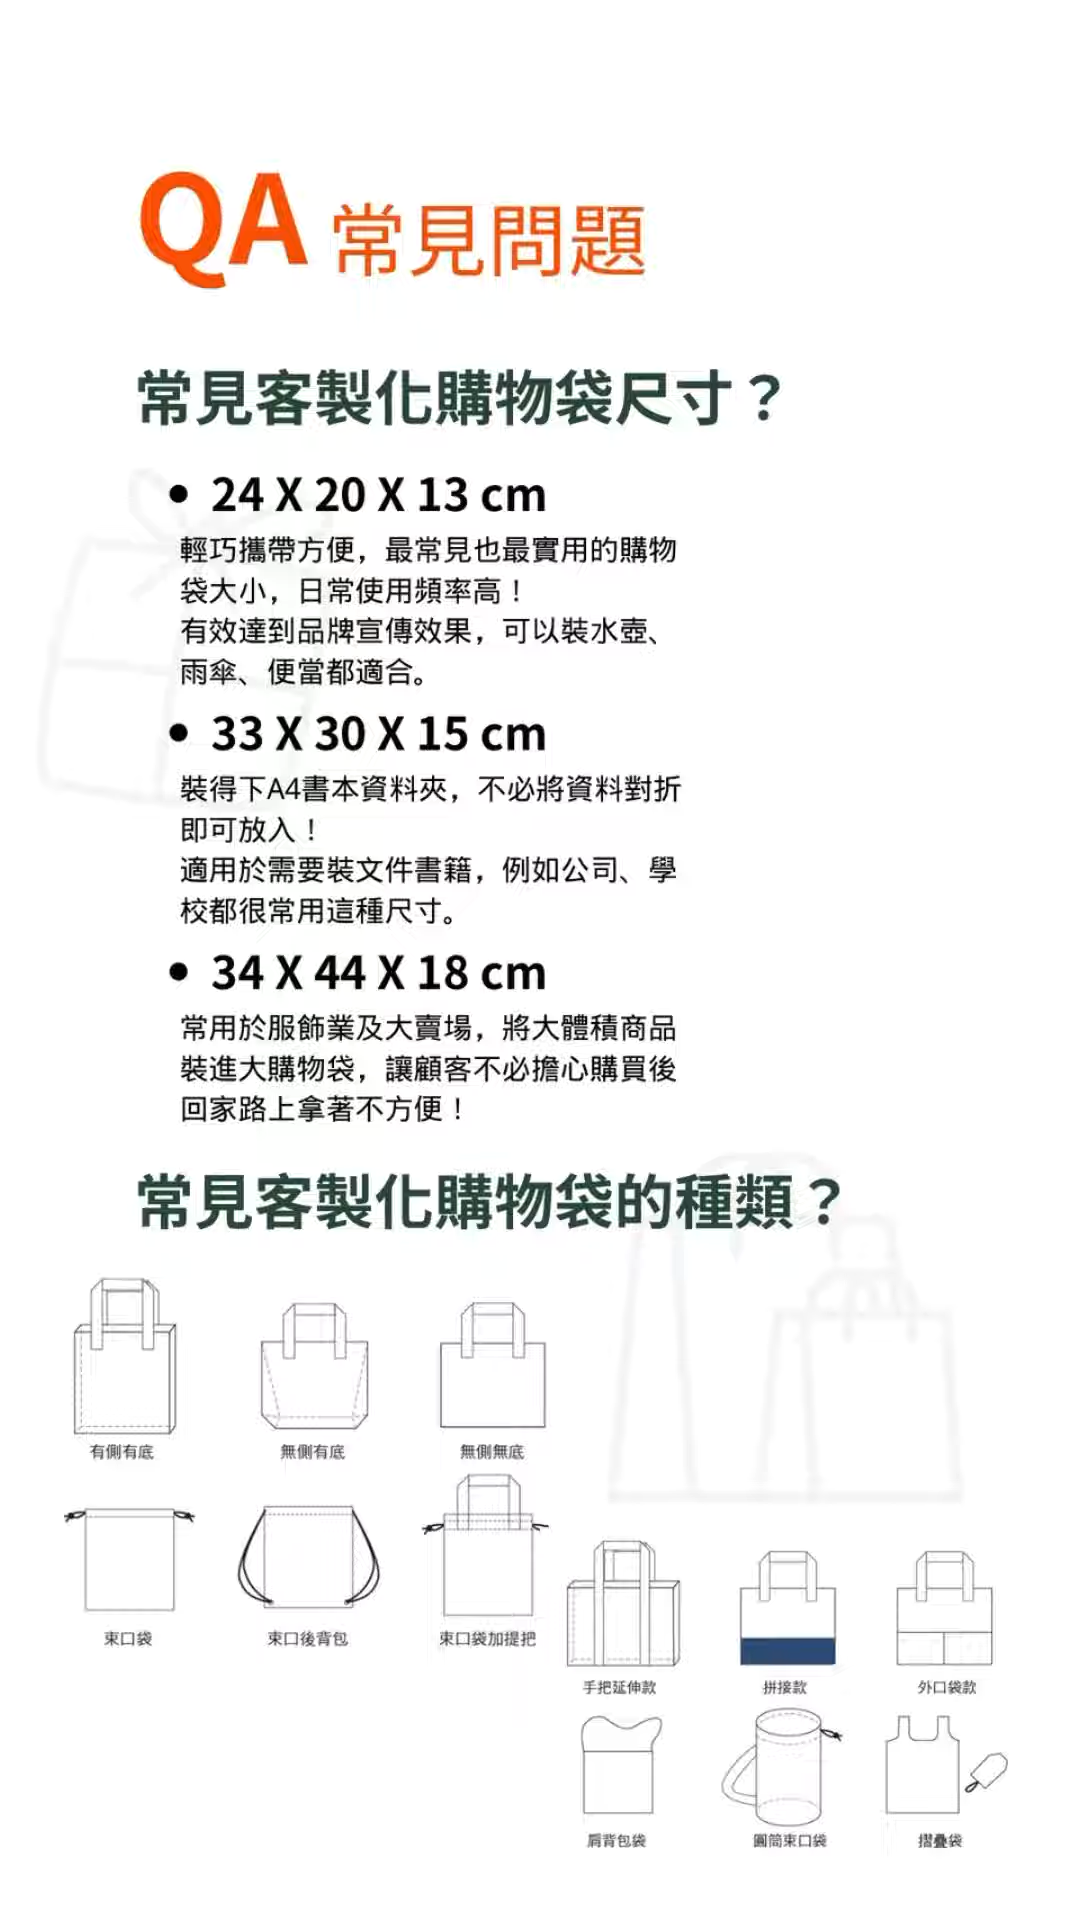 QA 常見問題
常見客製化購物袋尺寸？
• 24 X 20 X 13 cm
輕巧攜帶方便，最常見也最實用的購物
袋大小，日常使用頻率高！
有效達到品牌宣傳效果，可以裝水壺、
雨傘、便當都適合。
• 33 X 30 X 15 cm
裝得下A4書本資料夾，不必將資料對折
即可放入！
適用於需要裝文件書籍，例如公司、學
校都很常用這種尺寸。
• 34 X 44 X 18 cm
常用於服飾業及大賣場，將大體積商品
裝進大購物袋，讓顧客不必擔心購買後
回家路上拿著不方便！
常見客製化購物袋的種類？
有側有底
無側有底
無側無底
束口袋
束口後背包
束口袋加提把
手把延伸款
拼接款
外口袋款
肩背包袋
圓筒束口袋
摺疊袋